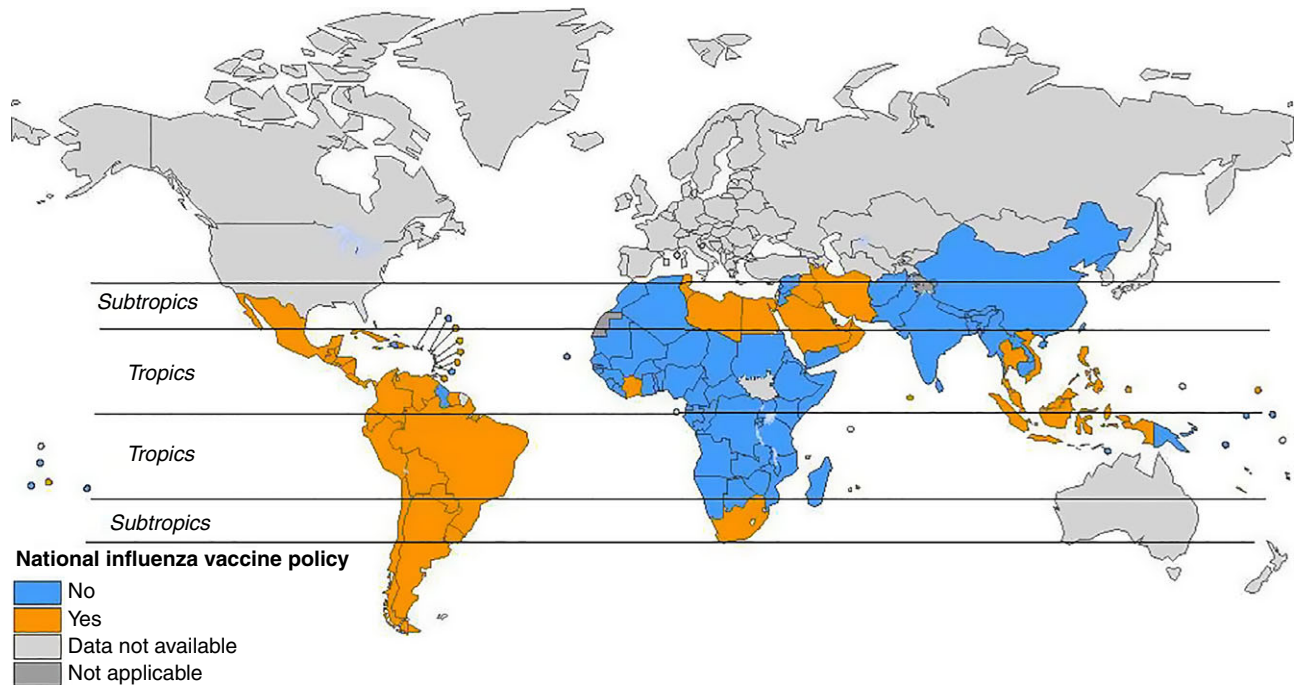 Subtropics
Tropics
Tropics
Subtropics
National influenza vaccine policy
No
Yes
Data not available
Not applicable